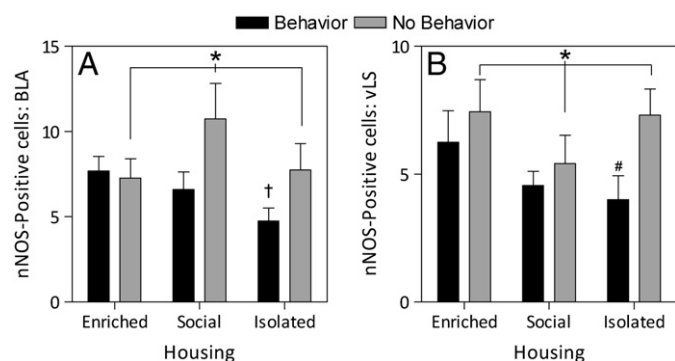 Behavior No Behavior
A
nNOS-Positive cells: BLA
15
10
5
0
*
†
Enriched Social Isolated
Housing
B
nNOS-Positive cells: vLS
10
5
0
*
#
Enriched Social Isolated
Housing